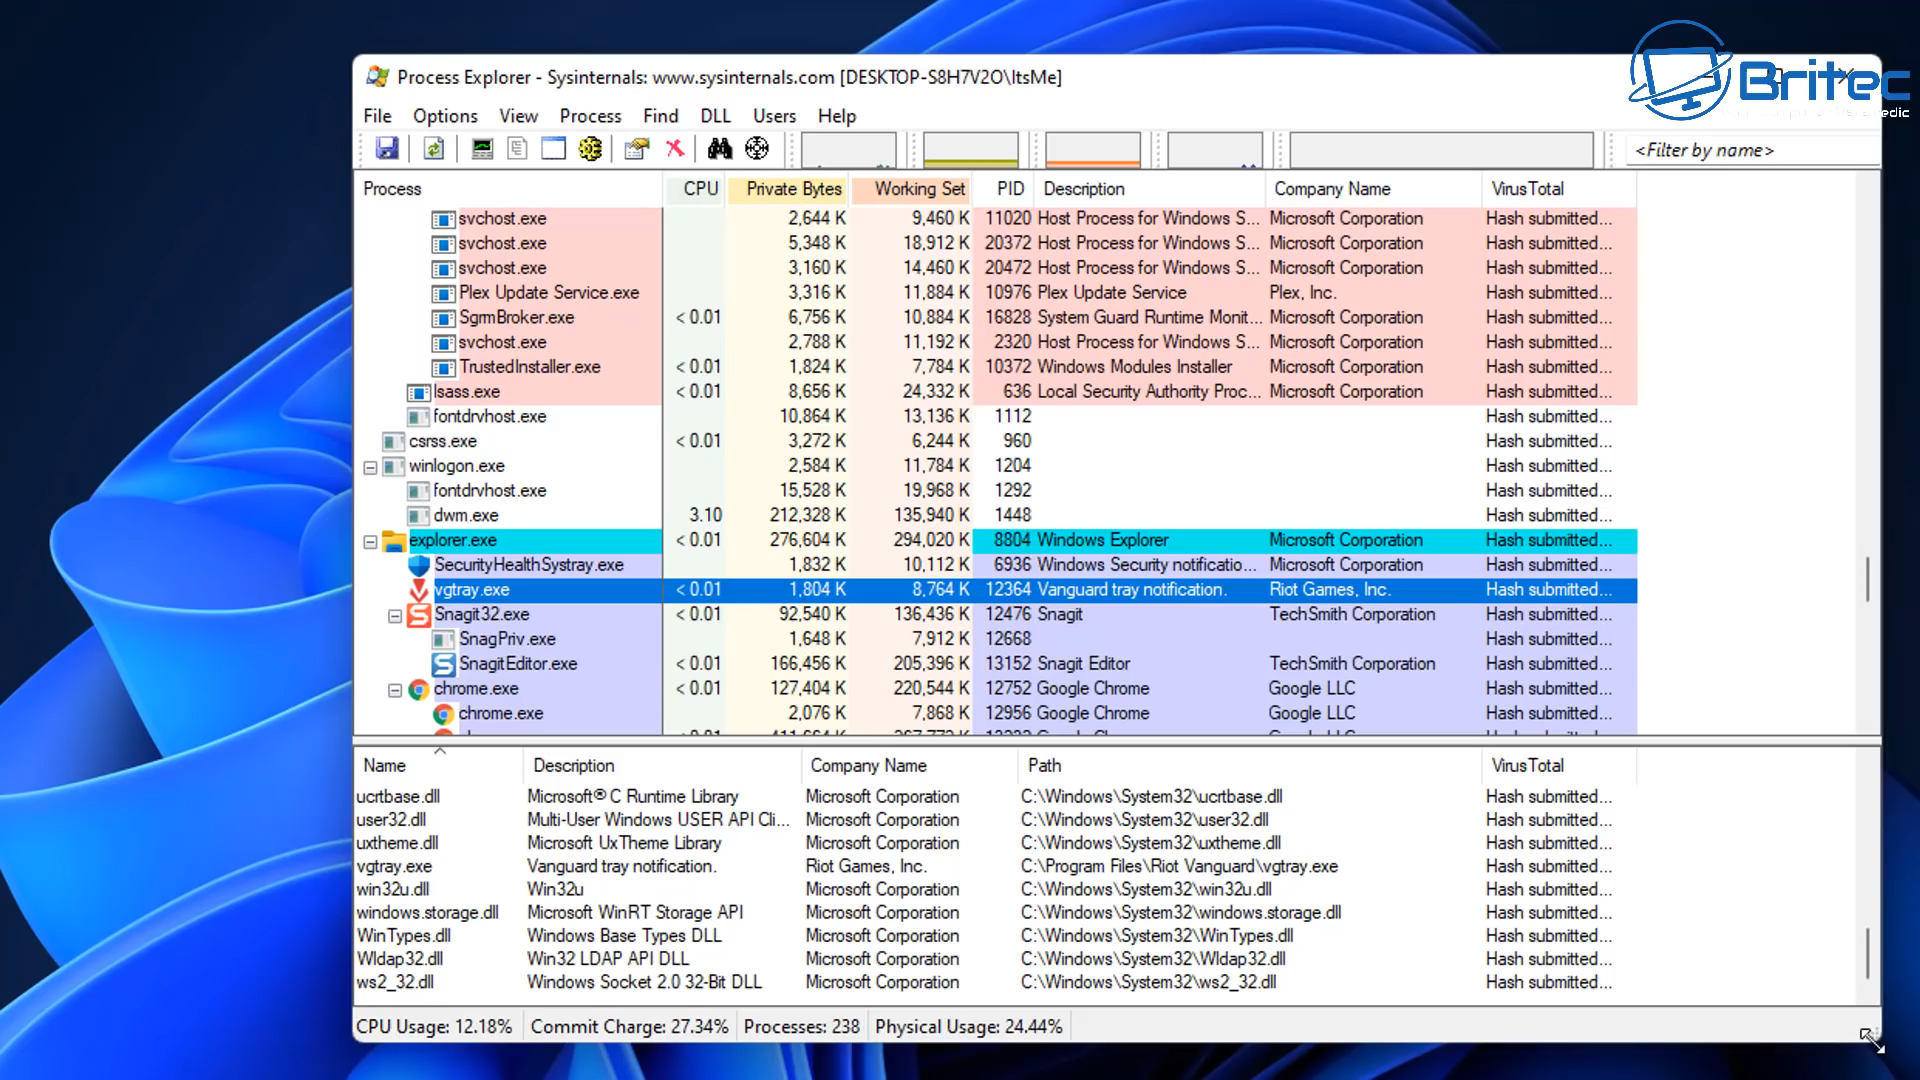 Process Explorer - Sysinternals: www.sysinternals.com [DESKTOP-S8H7V2O\ItsMe]
Britec
File Options View Process Find DLL Users Help
<Filter by name>
Process CPU Private Bytes Working Set PID Description Company Name VirusTotal
svchost.exe 2,644 K 9,460 K 11020 Host Process for Windows S... Microsoft Corporation Hash submitted...
svchost.exe 5,348 K 18,912 K 20372 Host Process for Windows S... Microsoft Corporation Hash submitted...
svchost.exe 3,160 K 14,460 K 20472 Host Process for Windows S... Microsoft Corporation Hash submitted...
Plex Update Service.exe 3,316 K 11,884 K 10976 Plex Update Service Plex, Inc. Hash submitted...
SgrmBroker.exe < 0.01 6,756 K 10,884 K 16828 System Guard Runtime Monit... Microsoft Corporation Hash submitted...
svchost.exe 2,788 K 11,192 K 2320 Host Process for Windows S... Microsoft Corporation Hash submitted...
TrustedInstaller.exe < 0.01 1,824 K 7,784 K 10372 Windows Modules Installer Microsoft Corporation Hash submitted...
lsass.exe < 0.01 8,656 K 24,332 K 636 Local Security Authority Proc... Microsoft Corporation Hash submitted...
fontdrvhost.exe 10,864 K 13,136 K 1112 Hash submitted...
csrss.exe < 0.01 3,272 K 6,244 K 960 Hash submitted...
winlogon.exe 2,584 K 11,784 K 1204 Hash submitted...
fontdrvhost.exe 15,528 K 19,968 K 1292 Hash submitted...
dwm.exe 3.10 212,328 K 135,940 K 1448 Hash submitted...
explorer.exe < 0.01 276,604 K 294,020 K 8804 Windows Explorer Microsoft Corporation Hash submitted...
SecurityHealthSystray.exe 1,832 K 10,112 K 6936 Windows Security notificatio... Microsoft Corporation Hash submitted...
vgtray.exe < 0.01 1,804 K 8,764 K 12364 Vanguard tray notification. Riot Games, Inc. Hash submitted...
Snagit32.exe < 0.01 92,540 K 136,436 K 12476 Snagit TechSmith Corporation Hash submitted...
SnagPriv.exe 1,648 K 7,912 K 12668 Hash submitted...
SnagitEditor.exe < 0.01 166,456 K 205,396 K 13152 Snagit Editor TechSmith Corporation Hash submitted...
chrome.exe < 0.01 127,404 K 220,544 K 12752 Google Chrome Google LLC Hash submitted...
chrome.exe 2,076 K 7,868 K 12956 Google Chrome Google LLC Hash submitted...
Name Description Company Name Path VirusTotal
ucrtbase.dll Microsoft® C Runtime Library Microsoft Corporation C:\Windows\System32\ucrtbase.dll Hash submitted...
user32.dll Multi-User Windows USER API Cli... Microsoft Corporation C:\Windows\System32\user32.dll Hash submitted...
uxtheme.dll Microsoft UxTheme Library Microsoft Corporation C:\Windows\System32\uxtheme.dll Hash submitted...
vgtray.exe Vanguard tray notification. Riot Games, Inc. C:\Program Files\Riot Vanguard\vgtray.exe Hash submitted...
win32u.dll Win32u Microsoft Corporation C:\Windows\System32\win32u.dll Hash submitted...
windows.storage.dll Microsoft WinRT Storage API Microsoft Corporation C:\Windows\System32\windows.storage.dll Hash submitted...
WinTypes.dll Windows Base Types DLL Microsoft Corporation C:\Windows\System32\WinTypes.dll Hash submitted...
Wldap32.dll Win32 LDAP API DLL Microsoft Corporation C:\Windows\System32\Wldap32.dll Hash submitted...
ws2_32.dll Windows Socket 2.0 32-Bit DLL Microsoft Corporation C:\Windows\System32\ws2_32.dll Hash submitted...
CPU Usage: 12.18% Commit Charge: 27.34% Processes: 238 Physical Usage: 24.44%